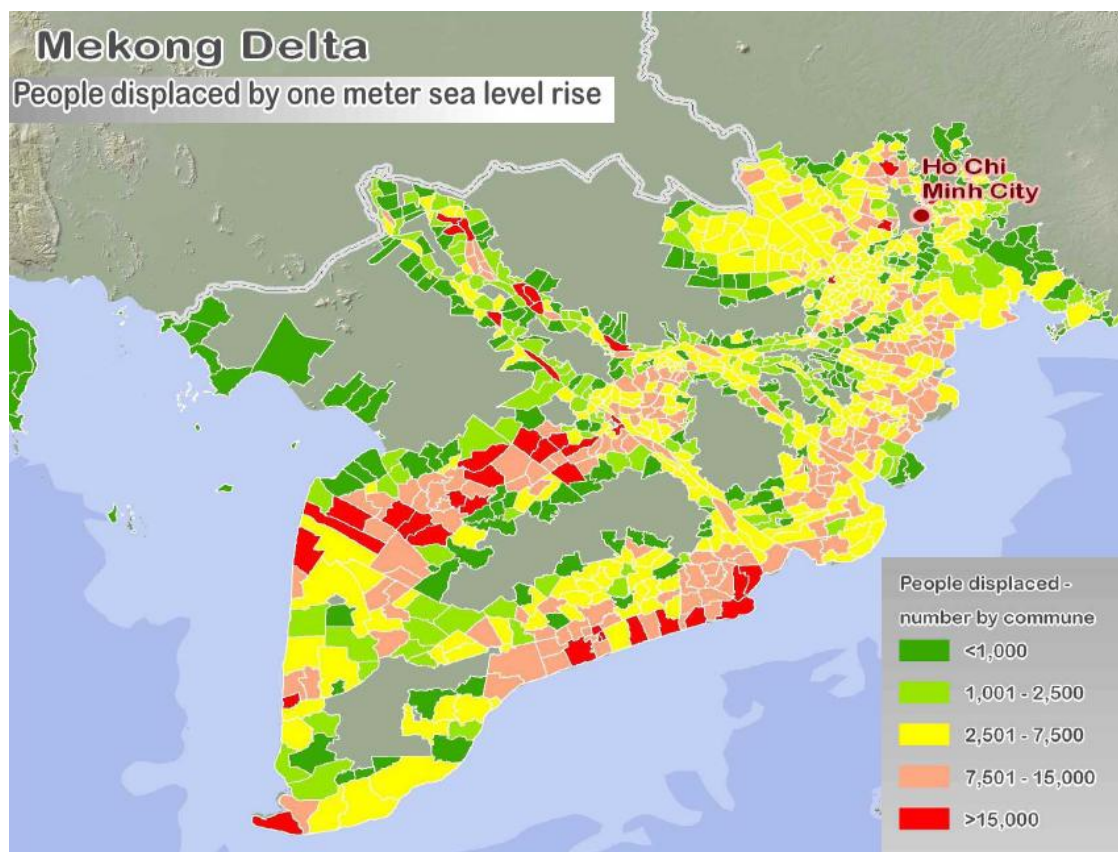 Mekong Delta
People displaced by one meter sea level rise
Ho Chi
Minh City
People displaced -
number by commune
<1,000
1,001 - 2,500
2,501 - 7,500
7,501 - 15,000
>15,000